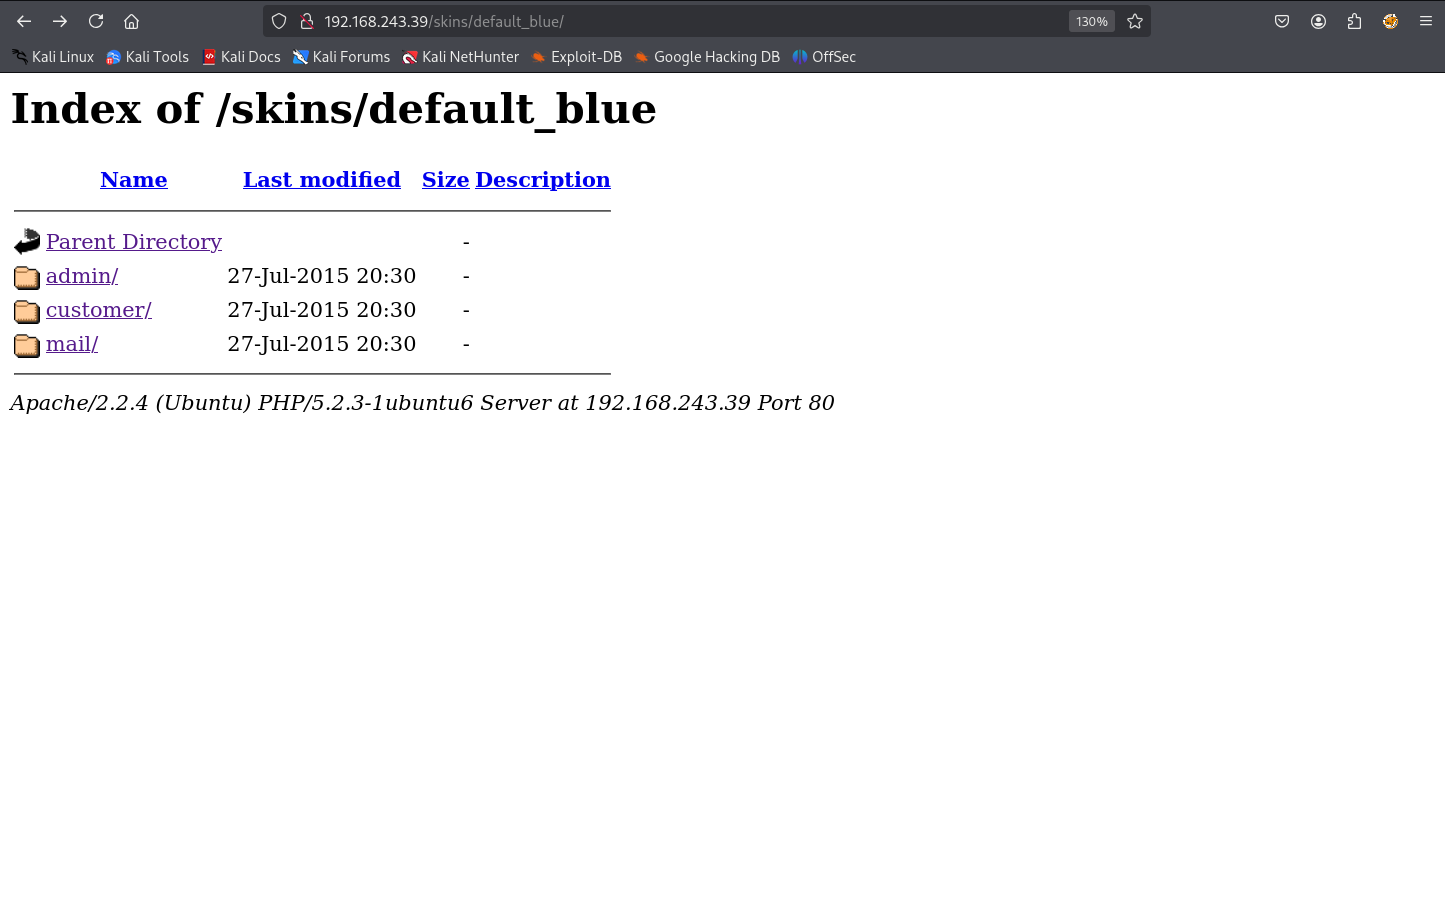 192.168.243.39/skins/default_blue/
130%
Kali Linux Kali Tools Kali Docs Kali Forums Kali NetHunter Exploit-DB Google Hacking DB OffSec
Index of /skins/default_blue
Name Last modified Size Description
Parent Directory -
admin/ 27-Jul-2015 20:30 -
customer/ 27-Jul-2015 20:30 -
mail/ 27-Jul-2015 20:30 -
Apache/2.2.4 (Ubuntu) PHP/5.2.3-1ubuntu6 Server at 192.168.243.39 Port 80